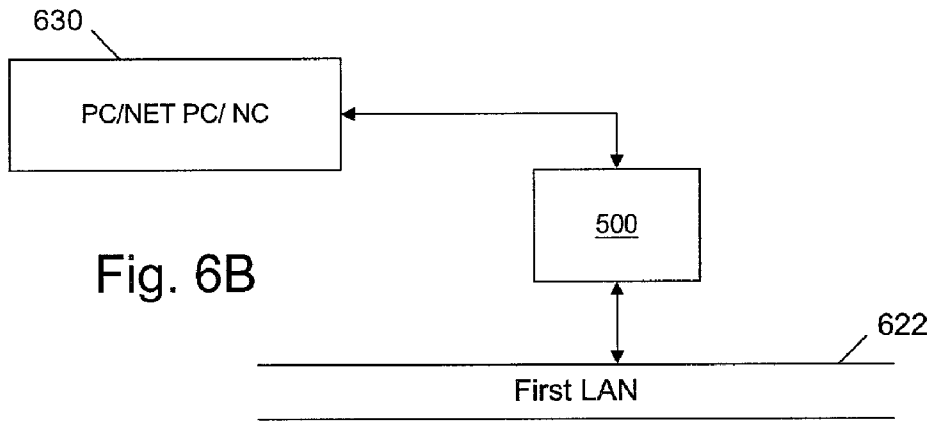 630
PC/NET PC/ NC
500
Fig. 6B
622
First LAN